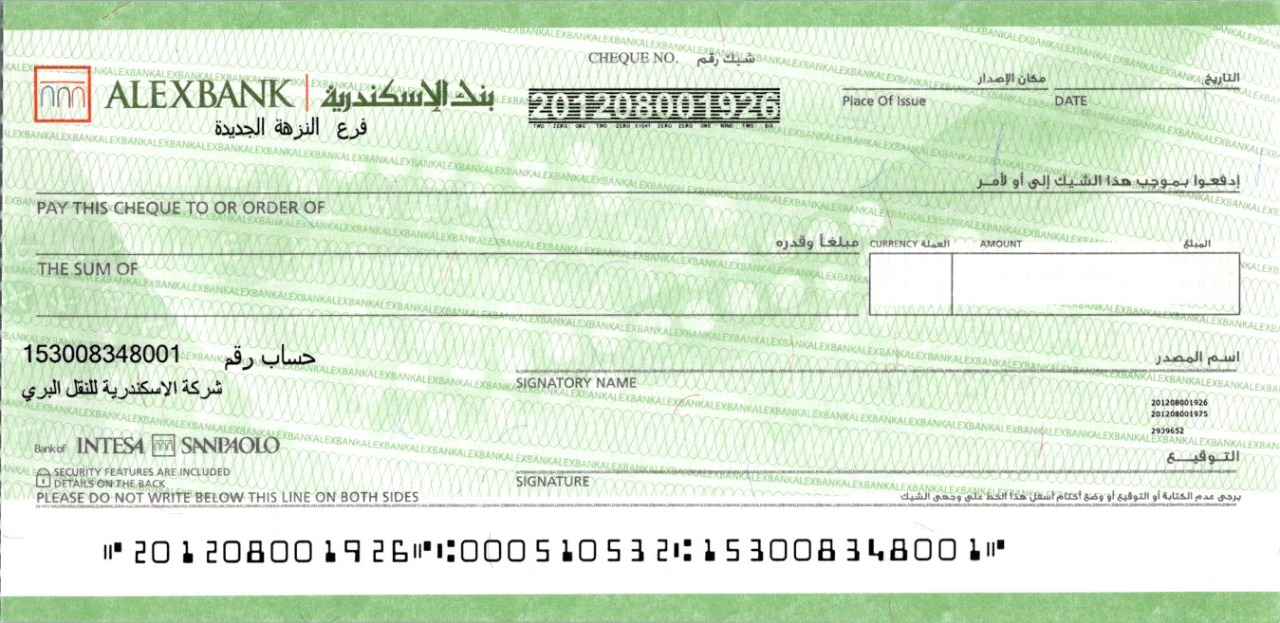 CHEQUE NO. شيك رقم
مكان الإصدار التاريخ
ALEXBANK بنك الإسكندرية
201208001926
TWO ZERO ONE TWO ZERO EIGHT ZERO ZERO ONE NINE TWO SIX
Place Of Issue DATE
فرع النزهة الجديدة
إدفعوا بموجب هذا الشيك إلى أو لأمر
PAY THIS CHEQUE TO OR ORDER OF
مبلغاً وقدره CURRENCY العملة AMOUNT المبلغ
THE SUM OF
153008348001 حساب رقم
اسم المصدر
SIGNATORY NAME
شركة الاسكندرية للنقل البري
201208001926
201208001975
2939652
Bank of INTESA SANPAOLO
التوقيع
SECURITY FEATURES ARE INCLUDED
DETAILS ON THE BACK
SIGNATURE
PLEASE DO NOT WRITE BELOW THIS LINE ON BOTH SIDES
يرجى عدم الكتابة أو التوقيع أو وضع أختام أسفل هذا الخط على وجهى الشيك
⑈201208001926⑈⑆000510532⑆153008348001⑈